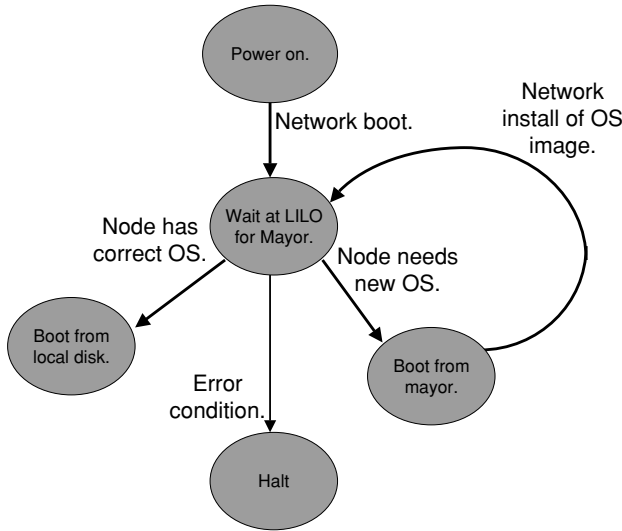 Power on.
Network
install of OS
image.
Network boot.
Wait at LILO
for Mayor.
Node has
correct OS.
Node needs
new OS.
Boot from
local disk.
Boot from
mayor.
Error
condition.
Halt